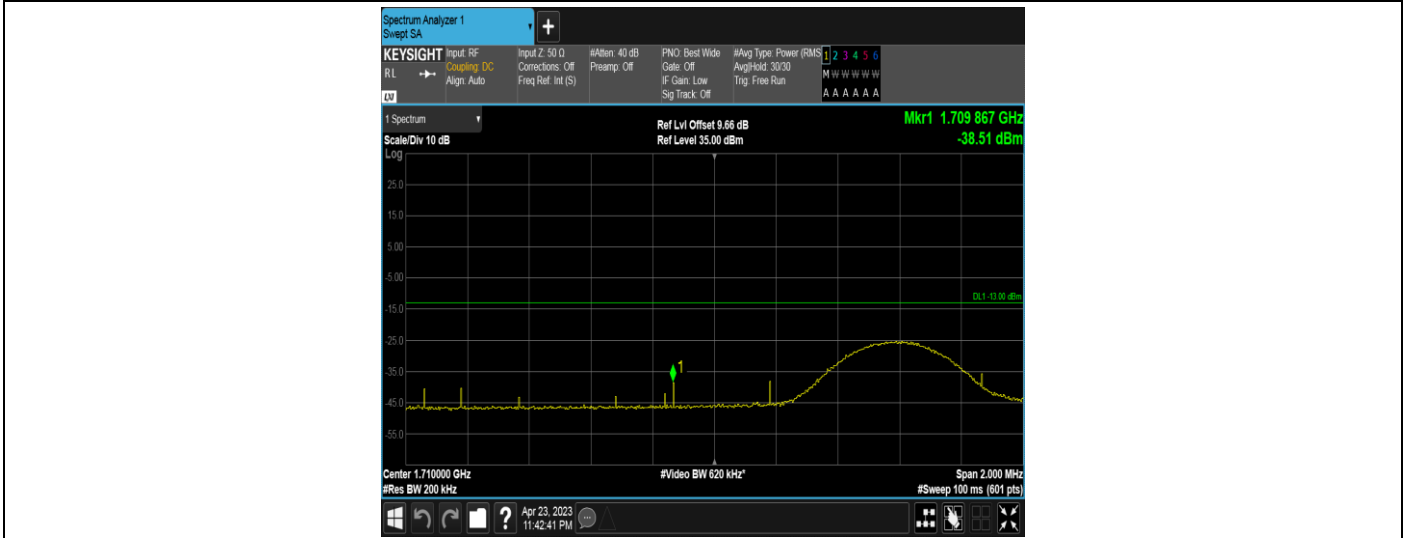 Spectrum Analyzer 1
Swept SA
+
KEYSIGHT Input: RF Input Z: 50 Ω #Atten: 40 dB PNO: Best Wide #Avg Type: Power (RMS 1 2 3 4 5 6
RL Coupling: DC Corrections: Off Preamp: Off Gate: Off Avg|Hold: 30/30 M W W W W W
Align: Auto Freq Ref: Int (S) IF Gain: Low Trig: Free Run
LXI Sig Track: Off A A A A A A
1 Spectrum Ref Lvl Offset 9.66 dB Mkr1 1.709 867 GHz
Scale/Div 10 dB Ref Level 35.00 dBm -38.51 dBm
Log
25.0
15.0
5.00
-5.00
DL1 -13.00 dBm
-15.0
-25.0
-35.0 1
-45.0
-55.0
Center 1.710000 GHz #Video BW 620 kHz* Span 2.000 MHz
#Res BW 200 kHz #Sweep 100 ms (601 pts)
? Apr 23, 2023
11:42:41 PM